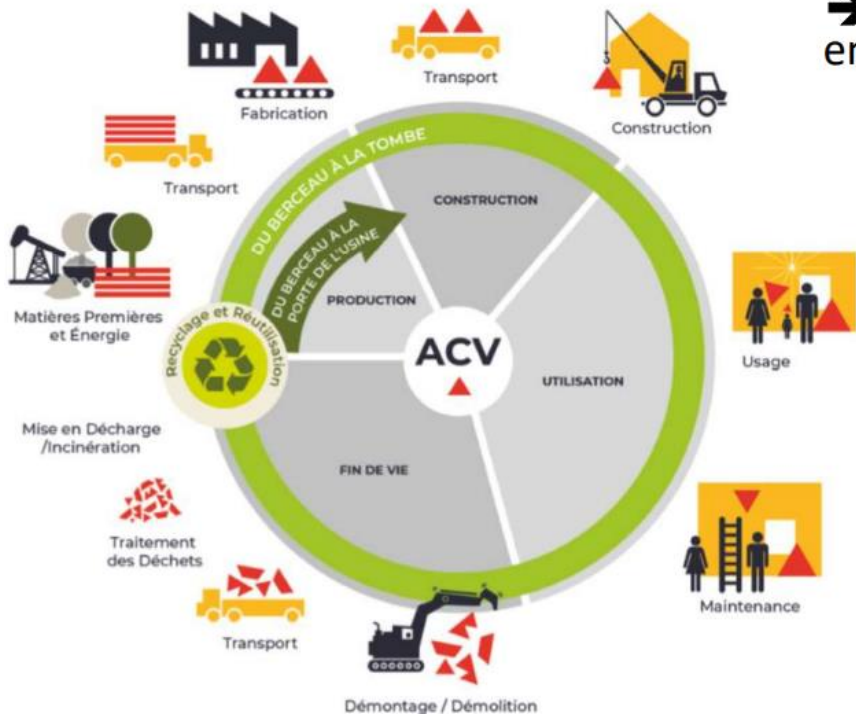 ➔
en
Transport
Fabrication
Construction
Transport
DU BERCEAU À LA TOMBE
CONSTRUCTION
DU BERCEAU À LA
PORTE DE L'USINE
PRODUCTION
Matières Premières
et Énergie
Recyclage et Réutilisation
ACV
Usage
UTILISATION
Mise en Décharge
/Incinération
FIN DE VIE
Traitement
des Déchets
Maintenance
Transport
Démontage / Démolition